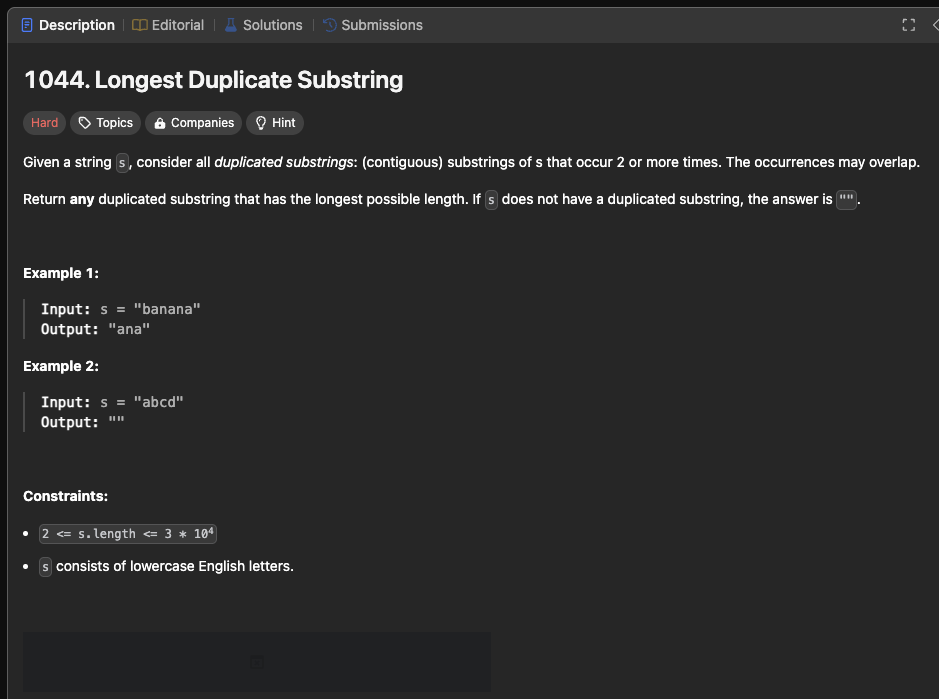 Description Editorial Solutions Submissions
1044. Longest Duplicate Substring
Hard Topics Companies Hint
Given a string s, consider all duplicated substrings: (contiguous) substrings of s that occur 2 or more times. The occurrences may overlap.
Return any duplicated substring that has the longest possible length. If s does not have a duplicated substring, the answer is "".
Example 1:
Input: s = "banana"
Output: "ana"
Example 2:
Input: s = "abcd"
Output: ""
Constraints:
2 <= s.length <= 3 * 10⁴
s consists of lowercase English letters.